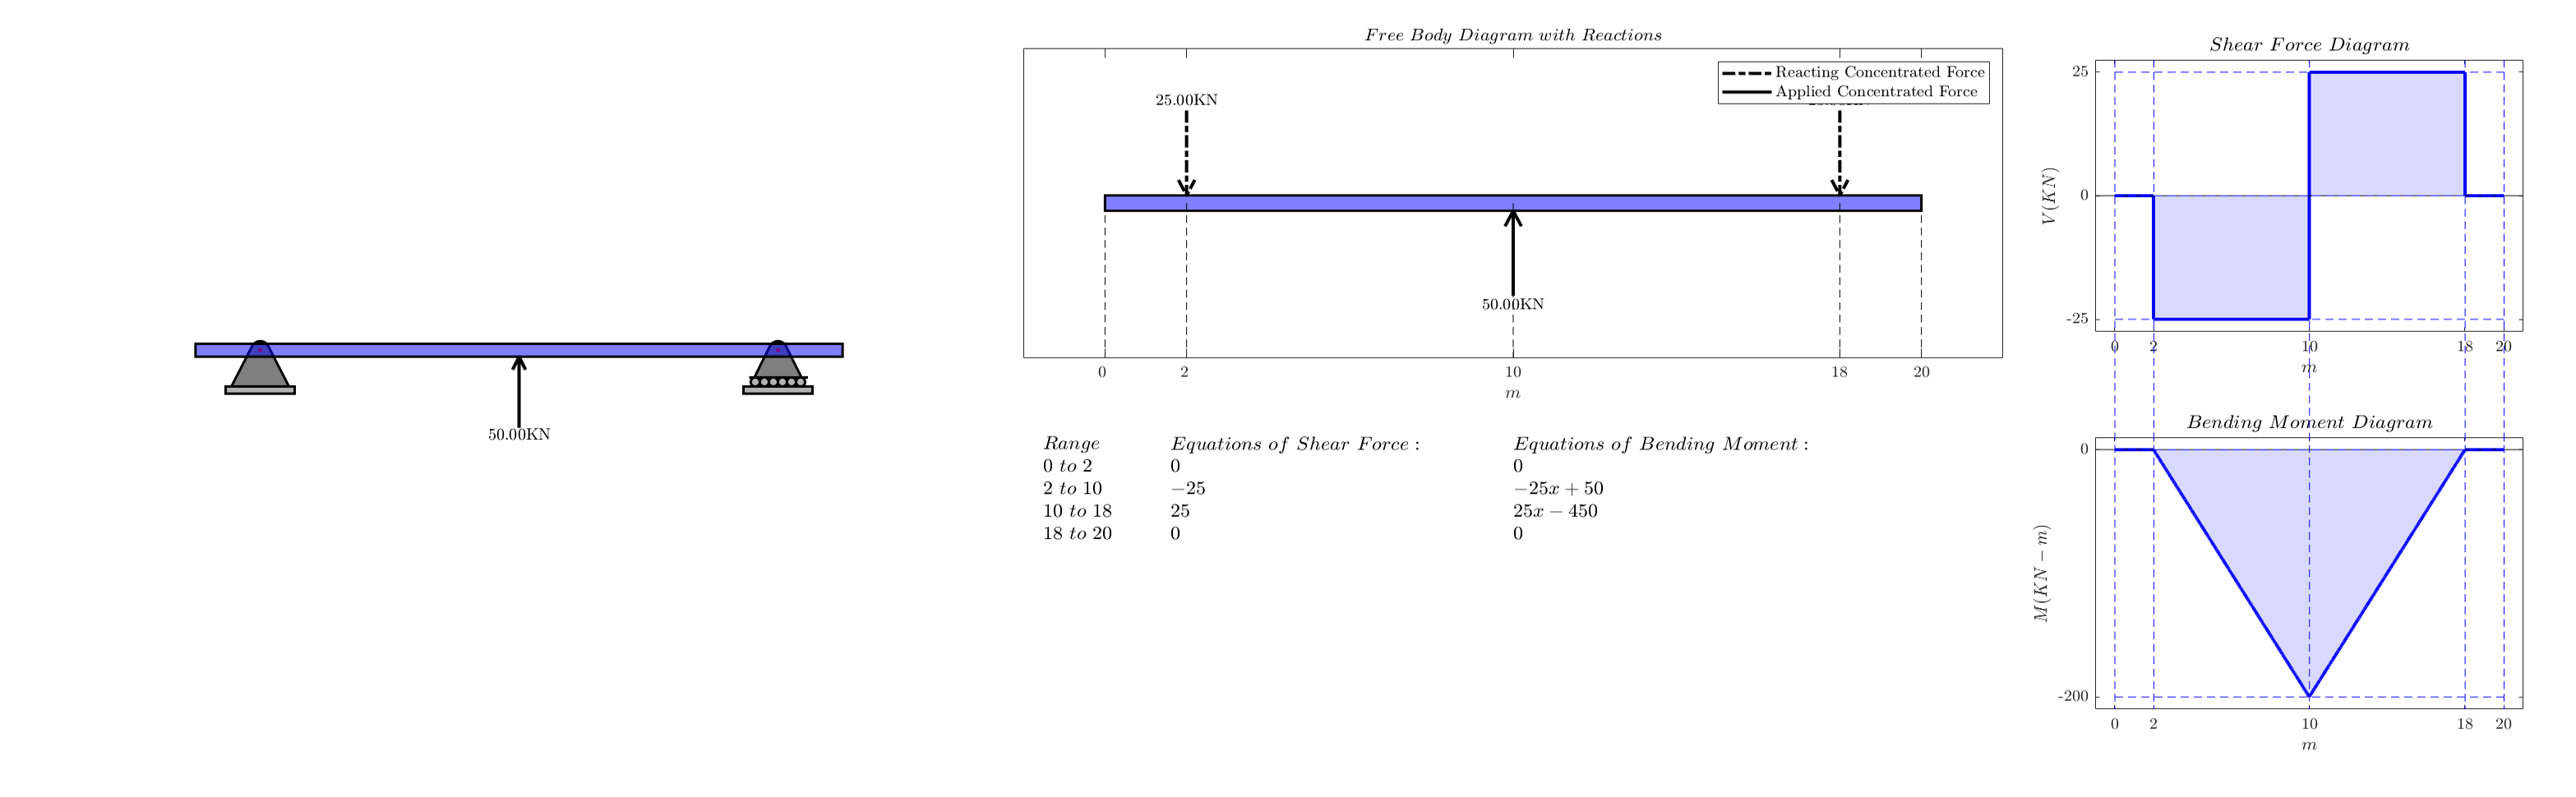 50.00KN
Free Body Diagram with Reactions
Reacting Concentrated Force
Applied Concentrated Force
25.00KN
50.00KN
0 2 10 18 20
m
Range Equations of Shear Force : Equations of Bending Moment :
0 to 2 0 0
2 to 10 −25 −25x + 50
10 to 18 25 25x − 450
18 to 20 0 0
Shear Force Diagram
25
0
-25
V(KN)
0 2 10 18 20
m
Bending Moment Diagram
0
-200
M(KN − m)
0 2 10 18 20
m